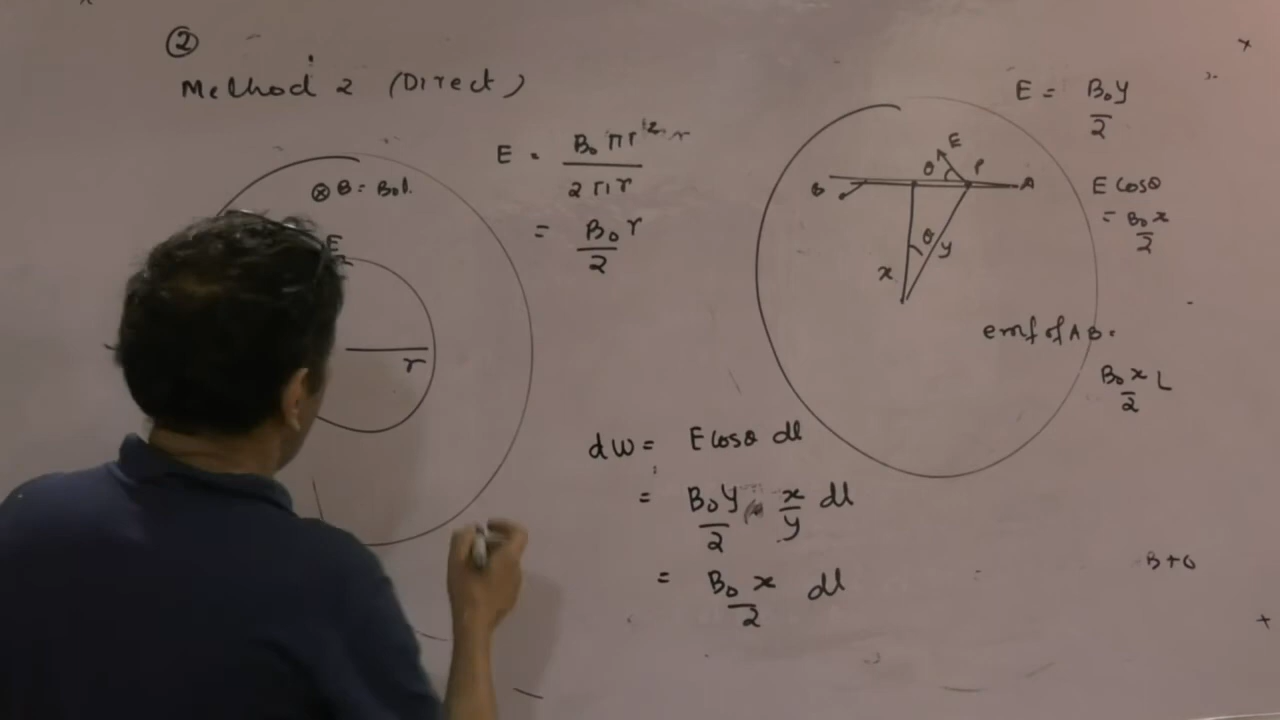 ②
Method 2 (Direct)
⊗ B = B₀t.
E
r
E = B₀ πr² / 2πr
= B₀ r / 2
E = B₀y / 2
B θ E P A
E cosθ
= B₀x / 2
θ
y
x
emf of AB =
B₀x / 2 L
dW = E cosθ dl
= B₀y / 2 x / y dl
= B₀ x / 2 dl